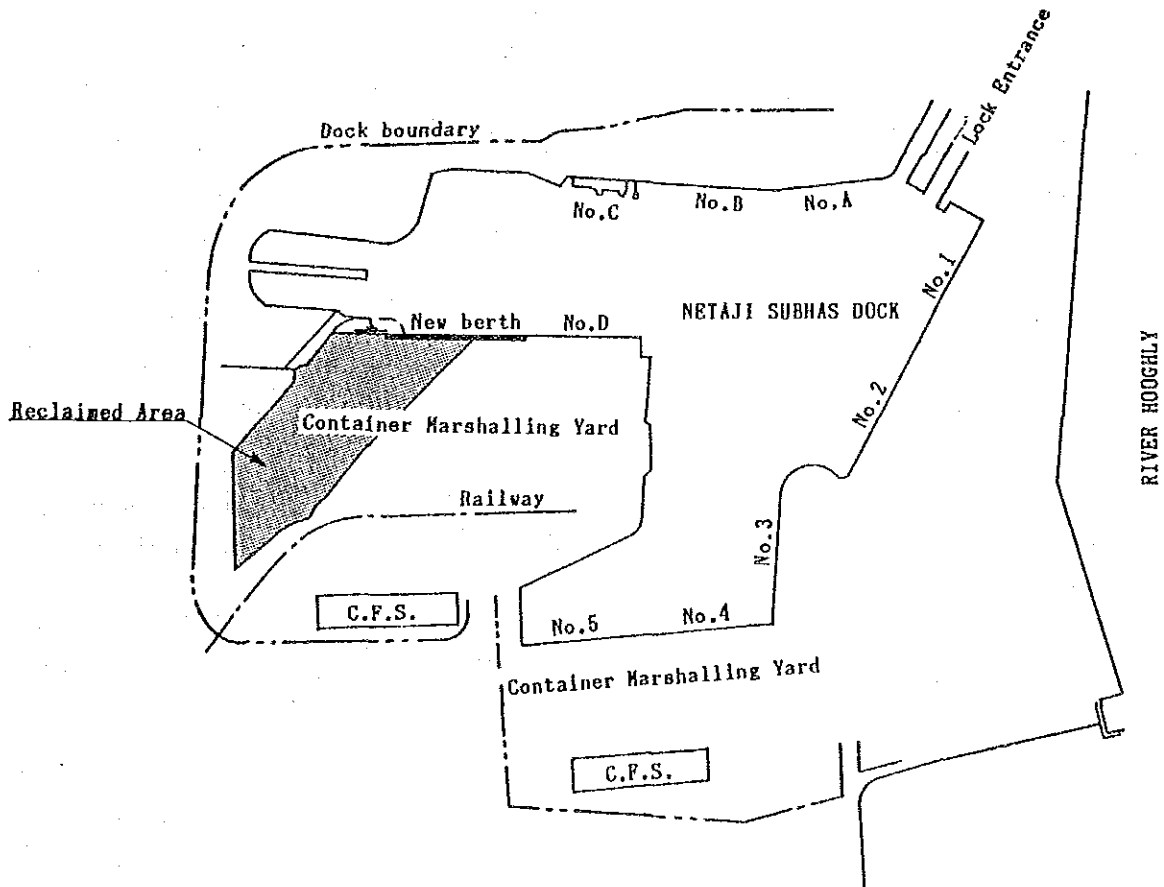 Lock Entrance
Dock boundary
No.C
No.B
No.A
No.1
NETAJI SUBHAS DOCK
New berth
No.D
RIVER HOOGHLY
No.2
Reclaimed Area
Container Marshalling Yard
Railway
No.3
C.F.S.
No.5
No.4
Container Marshalling Yard
C.F.S.